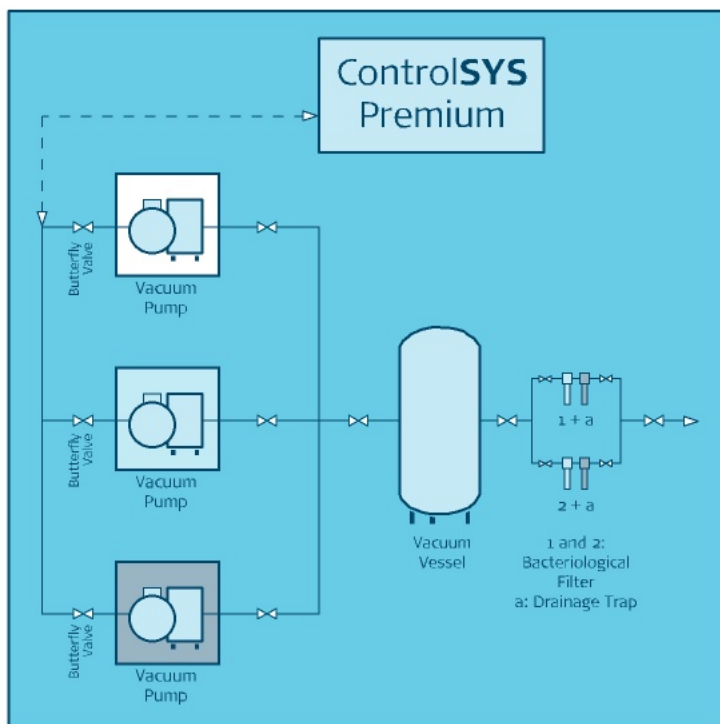 ControlSYS
Premium
Butterfly
Valve
Vacuum
Pump
Butterfly
Valve
Vacuum
Pump
1 + a
2 + a
Vacuum
Vessel
1 and 2:
Bacteriological
Filter
a: Drainage Trap
Butterfly
Valve
Vacuum
Pump